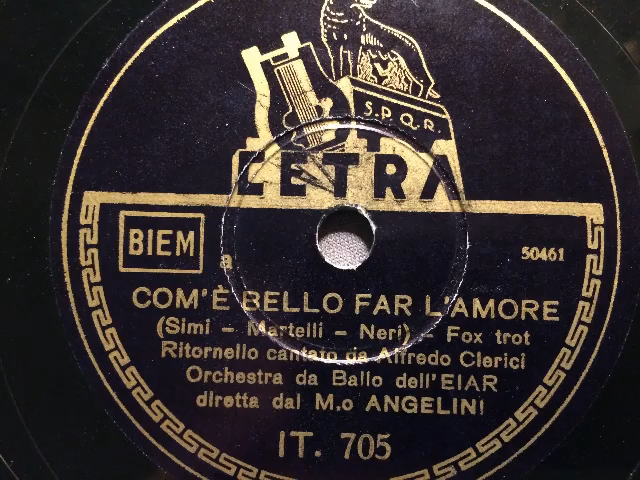 S.P.Q.R.
CETRA
BIEM
a
50461
COM'È BELLO FAR L'AMORE
(Simi - Martelli - Neri) - Fox trot
Ritornello cantato da Alfredo Clerici
Orchestra da Ballo dell'EIAR
diretta dal M.o ANGELINI
IT. 705